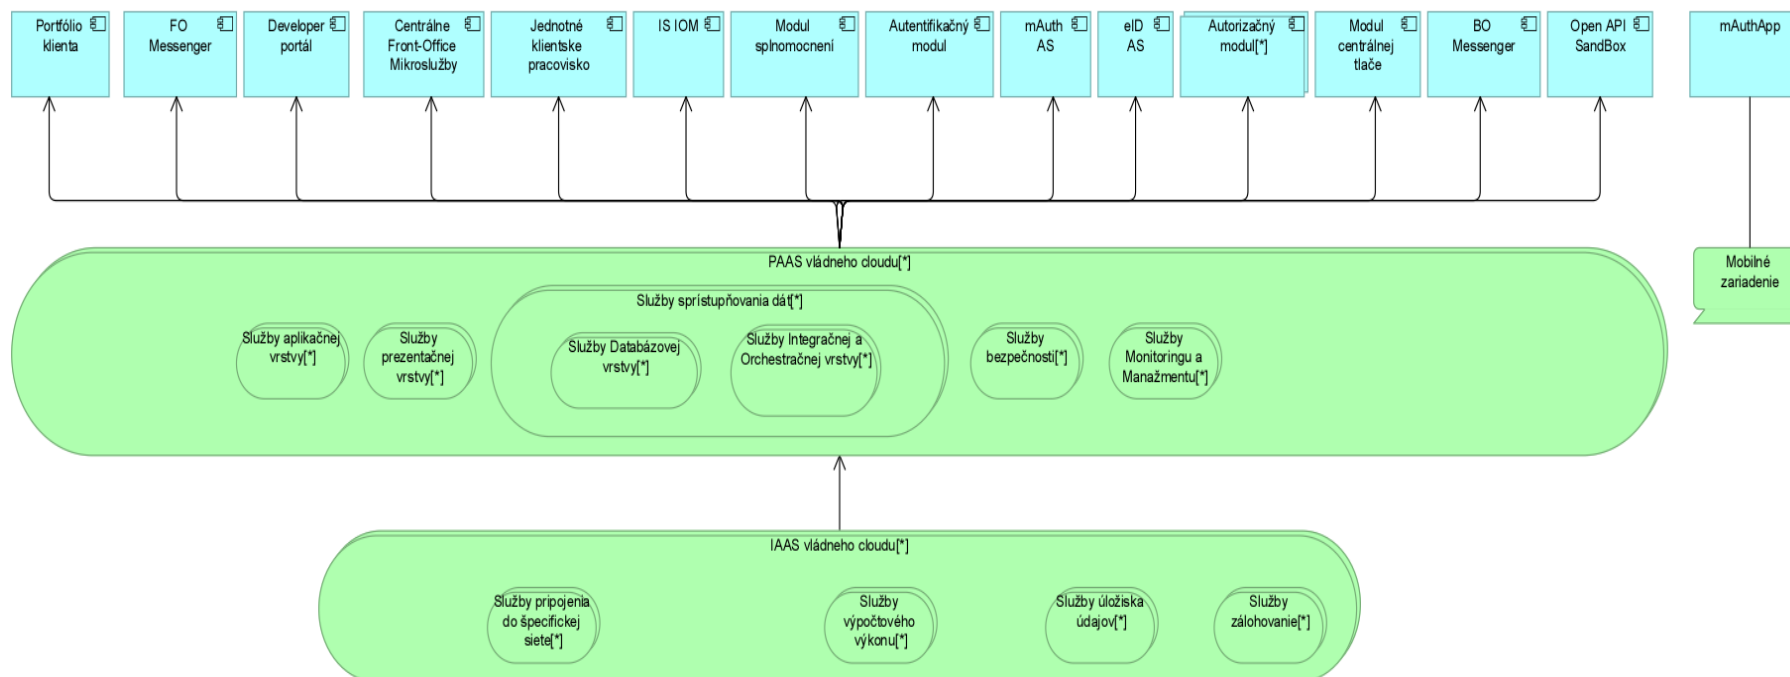 Portfólio
klienta
FO
Messenger
Developer
portál
Centrálne
Front-Office
Mikroslužby
Jednotné
klientske
pracovisko
IS IOM
Modul
splnomocnení
Autentifikačný
modul
mAuth
AS
eID
AS
Autorizačný
modul[*]
Modul
centrálnej
tlače
BO
Messenger
Open API
SandBox
mAuthApp
PAAS vládneho cloudu[*]
Mobilné
zariadenie
Služby sprístupňovania dát[*]
Služby aplikačnej
vrstvy[*]
Služby
prezentačnej
vrstvy[*]
Služby Databázovej
vrstvy[*]
Služby Integračnej a
Orchestračnej vrstvy[*]
Služby
bezpečnosti[*]
Služby
Monitoringu a
Manažmentu[*]
IAAS vládneho cloudu[*]
Služby pripojenia
do špecifickej
siete[*]
Služby
výpočtového
výkonu[*]
Služby úložiska
údajov[*]
Služby
zálohovanie[*]